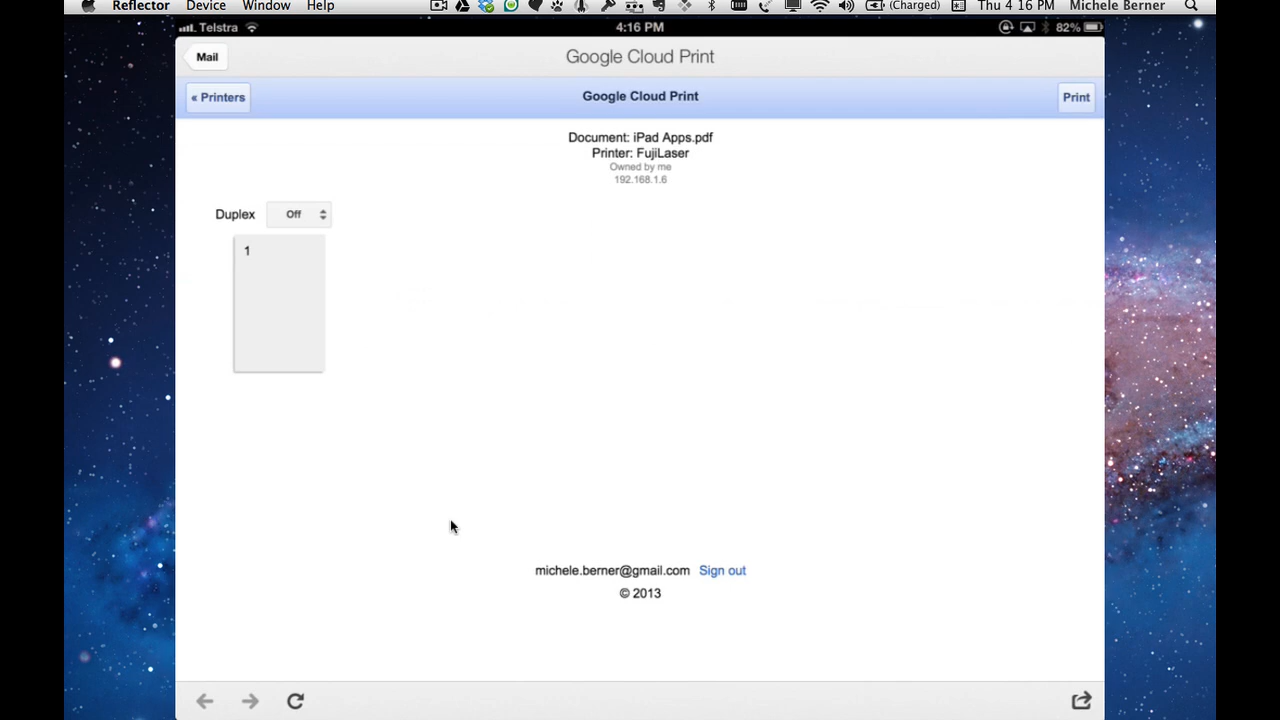 Reflector Device Window Help (Charged) Thu 4 16 PM Michele Berner
Telstra 4:16 PM 82%
Mail Google Cloud Print
« Printers Google Cloud Print Print
Document: iPad Apps.pdf
Printer: FujiLaser
Owned by me
192.168.1.6
Duplex Off
1
michele.berner@gmail.com Sign out
© 2013